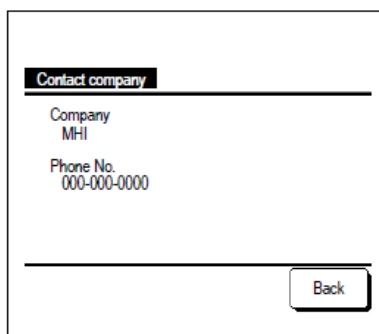 Contact company
Company
MHI
Phone No.
000-000-0000
Back